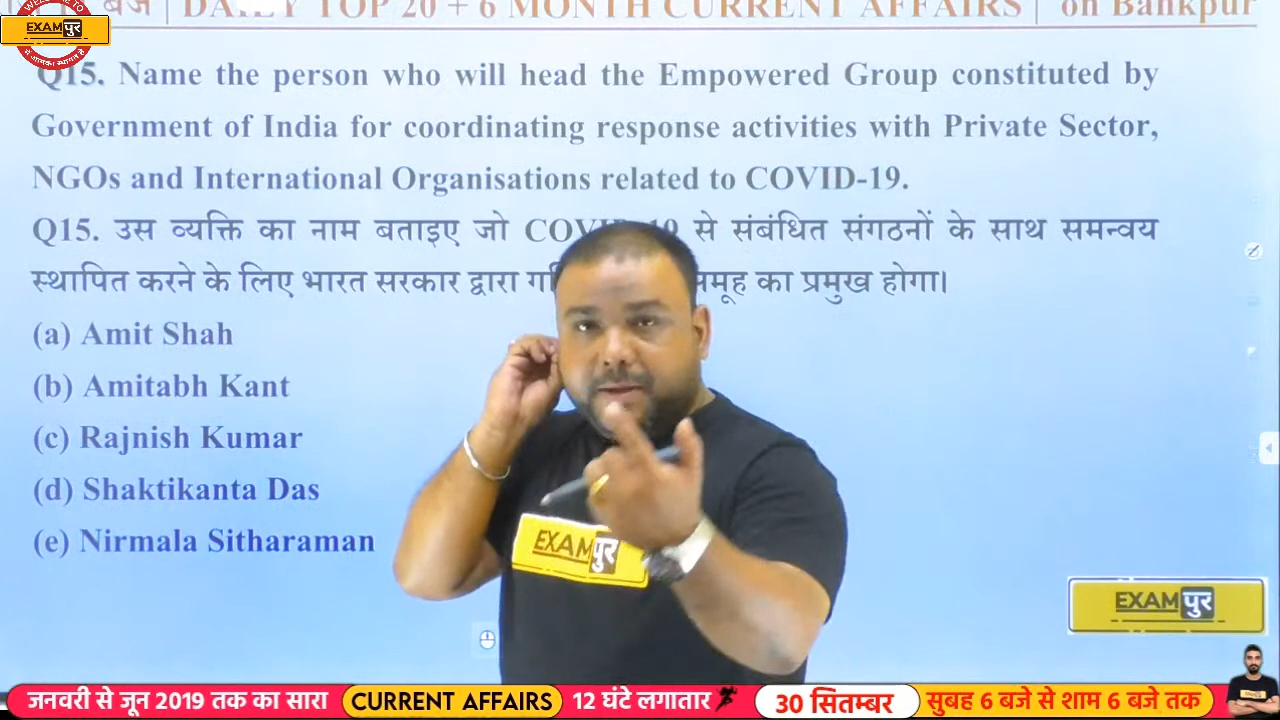 DAILY TOP 20 + 6 MONTH CURRENT AFFAIRS | on Bankpur
EXAMपुर
Q15. Name the person who will head the Empowered Group constituted by
Government of India for coordinating response activities with Private Sector,
NGOs and International Organisations related to COVID-19.
Q15. उस व्यक्ति का नाम बताइए जो COVID-19 से संबंधित संगठनों के साथ समन्वय
स्थापित करने के लिए भारत सरकार द्वारा समूह का प्रमुख होगा।
(a) Amit Shah
(b) Amitabh Kant
(c) Rajnish Kumar
(d) Shaktikanta Das
(e) Nirmala Sitharaman
EXAMपुर
EXAMपुर
जनवरी से जून 2019 तक का सारा CURRENT AFFAIRS 12 घंटे लगातार 30 सितम्बर सुबह 6 बजे से शाम 6 बजे तक